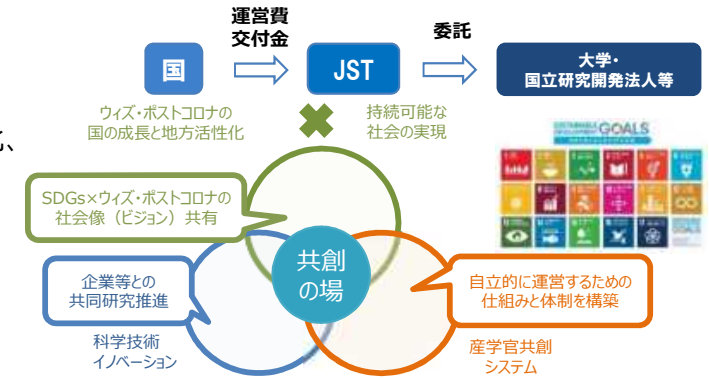 運営費
交付金
委託
国
JST
大学・
国立研究開発法人等
ウィズ・ポストコロナの
国の成長と地方活性化
持続可能な
社会の実現
GOALS
SDGs×ウィズ・ポストコロナの
社会像（ビジョン）共有
共創
の場
企業等との
共同研究推進
自立的に運営するための
仕組みと体制を構築
科学技術
イノベーション
産学官共創
システム